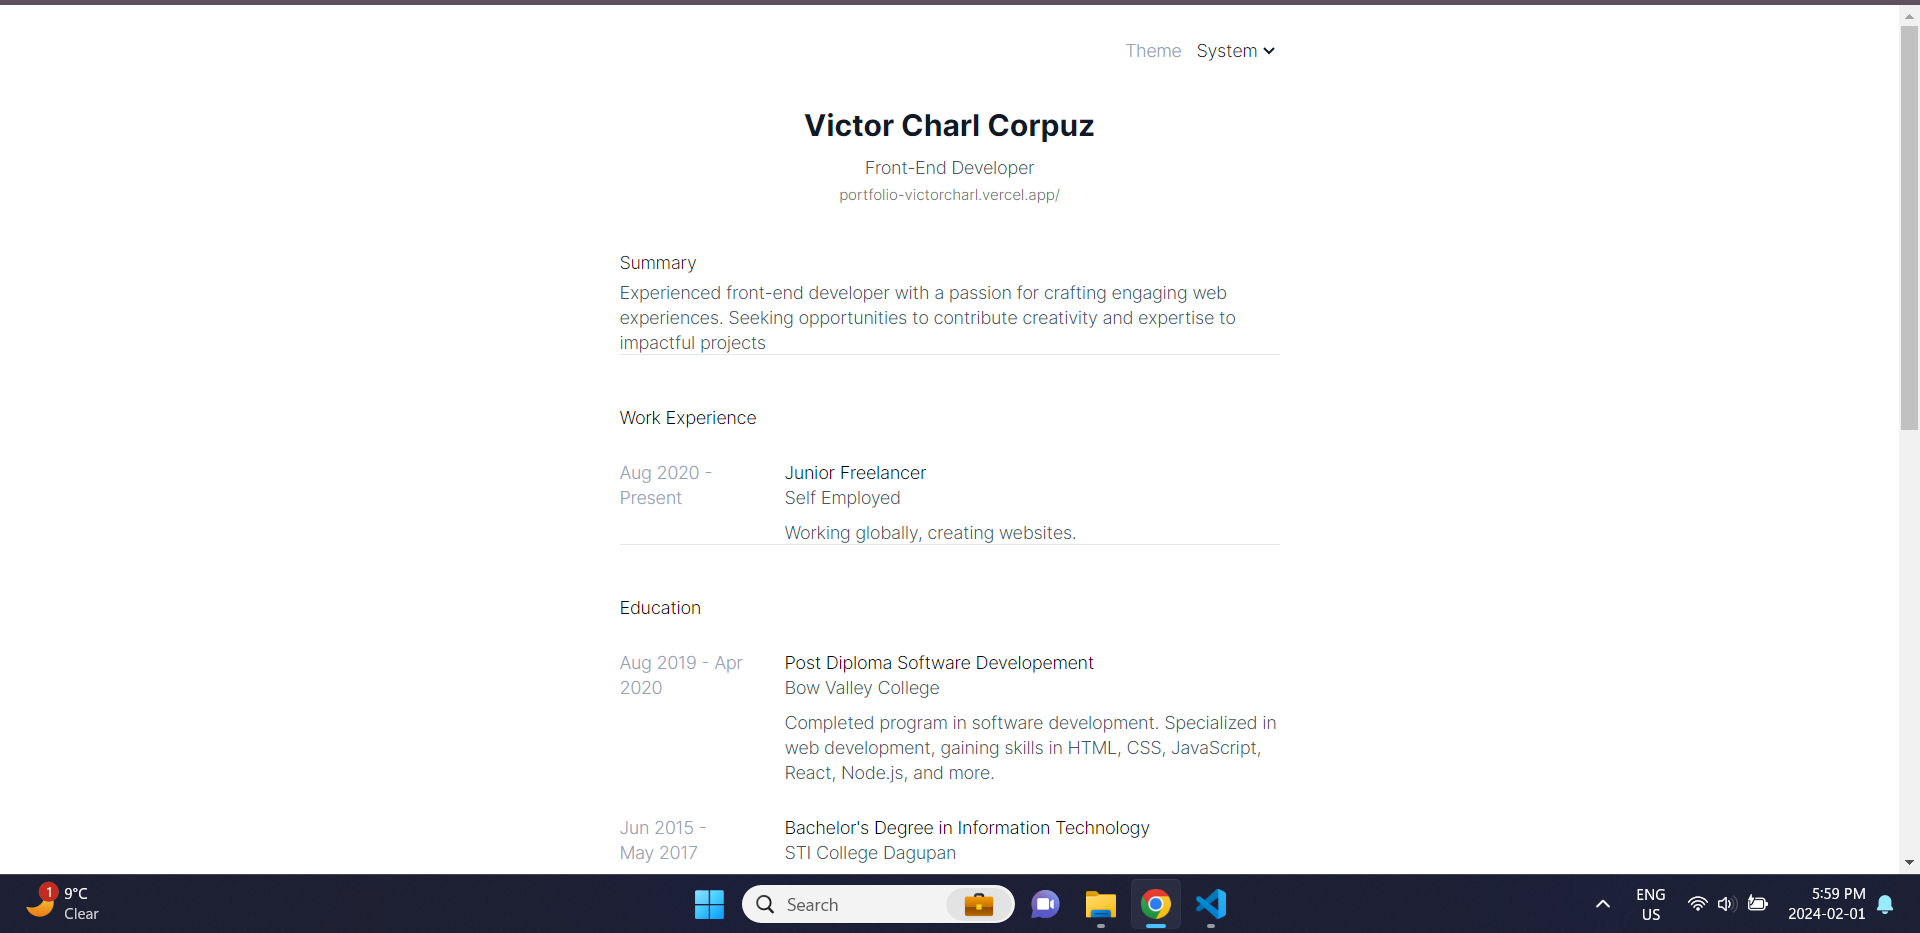 Theme System
Victor Charl Corpuz
Front-End Developer
portfolio-victorcharl.vercel.app/
Summary
Experienced front-end developer with a passion for crafting engaging web
experiences. Seeking opportunities to contribute creativity and expertise to
impactful projects
Work Experience
Aug 2020 -
Present
Junior Freelancer
Self Employed
Working globally, creating websites.
Education
Aug 2019 - Apr
2020
Post Diploma Software Developement
Bow Valley College
Completed program in software development. Specialized in
web development, gaining skills in HTML, CSS, JavaScript,
React, Node.js, and more.
Jun 2015 -
May 2017
Bachelor's Degree in Information Technology
STI College Dagupan
1
9°C
Clear
Search
ENG
US
5:59 PM
2024-02-01